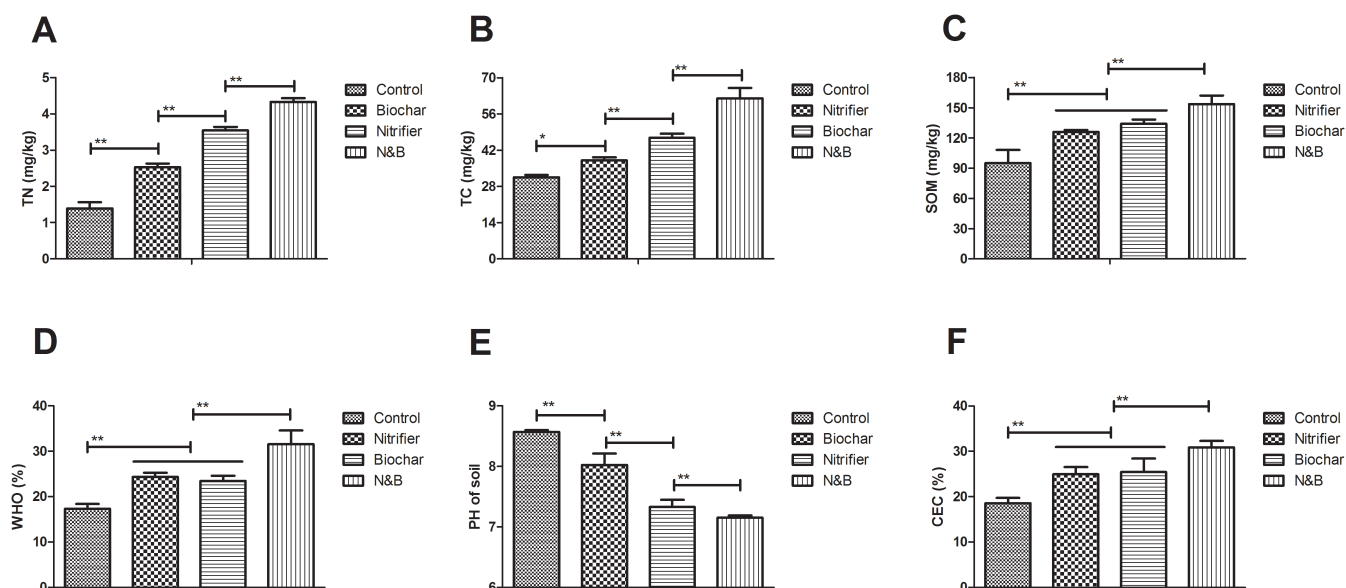 A
TN (mg/kg)
5
4
3
2
1
0
**
**
**
Control
Biochar
Nitrifier
N&B
B
TC (mg/kg)
70
56
42
28
14
0
*
**
**
Control
Nitrifier
Biochar
N&B
C
SOM (mg/kg)
180
150
120
90
60
30
0
**
**
Control
Nitrifier
Biochar
N&B
D
WHO (%)
40
30
20
10
0
**
**
Control
Nitrifier
Biochar
N&B
E
PH of soil
9
8
7
6
**
**
**
Control
Biochar
Nitrifier
N&B
F
CEC (%)
40
30
20
10
0
**
**
Control
Nitrifier
Biochar
N&B